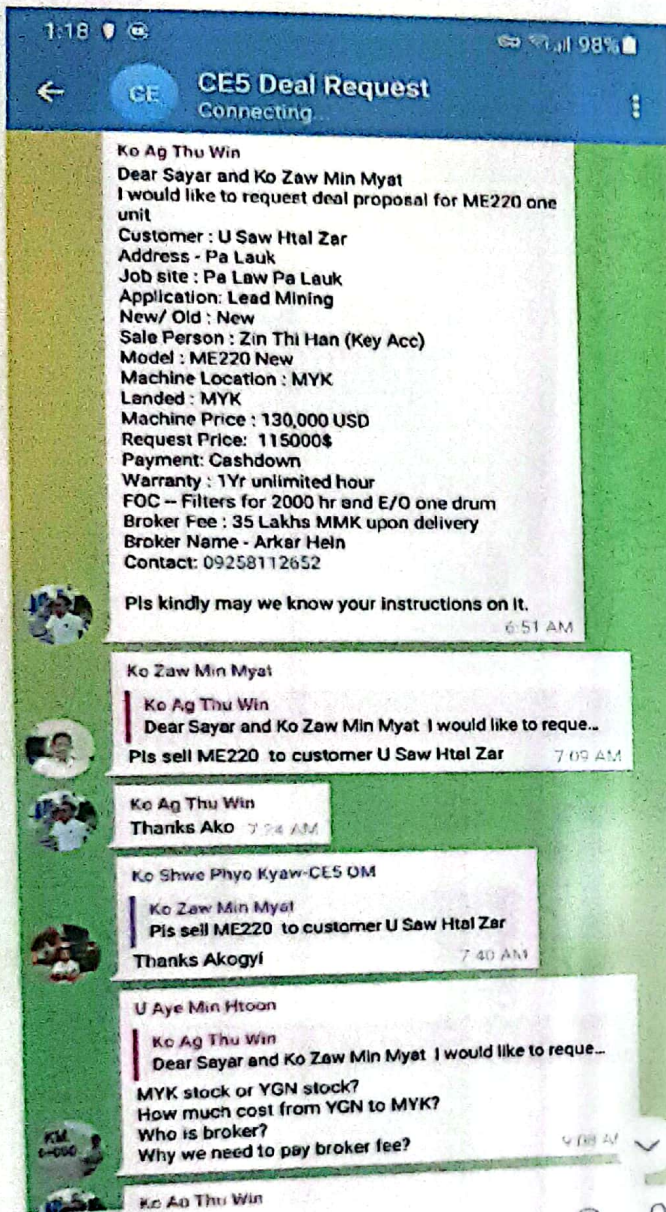 1:18
98%
CE
CE5 Deal Request
Connecting...
Ko Ag Thu Win
Dear Sayar and Ko Zaw Min Myat
I would like to request deal proposal for ME220 one
unit
Customer : U Saw Htal Zar
Address - Pa Lauk
Job site : Pa Law Pa Lauk
Application: Lead Mining
New/ Old : New
Sale Person : Zin Thi Han (Key Acc)
Model : ME220 New
Machine Location : MYK
Landed : MYK
Machine Price : 130,000 USD
Request Price: 115000$
Payment: Cashdown
Warranty : 1Yr unlimited hour
FOC – Filters for 2000 hr and E/O one drum
Broker Fee : 35 Lakhs MMK upon delivery
Broker Name - Arkar Hein
Contact: 09258112652
Pls kindly may we know your instructions on it.
6:51 AM
Ko Zaw Min Myat
Ko Ag Thu Win
Dear Sayar and Ko Zaw Min Myat I would like to reque...
Pls sell ME220 to customer U Saw Htal Zar
7:09 AM
Ko Ag Thu Win
Thanks Ako
7:24 AM
Ko Shwe Phyo Kyaw-CE5 OM
Ko Zaw Min Myat
Pls sell ME220 to customer U Saw Htal Zar
Thanks Akogyi
7:40 AM
U Aye Min Htoon
Ko Ag Thu Win
Dear Sayar and Ko Zaw Min Myat I would like to reque...
MYK stock or YGN stock?
How much cost from YGN to MYK?
Who is broker?
Why we need to pay broker fee?
9:08
Ko Ag Thu Win